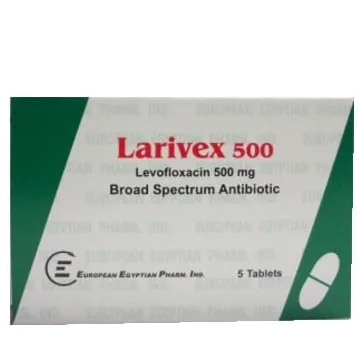 Larivex 500
Levofloxacin 500 mg
Broad Spectrum Antibiotic
EUROPEAN EGYPTIAN PHARM. IND.
5 Tablets